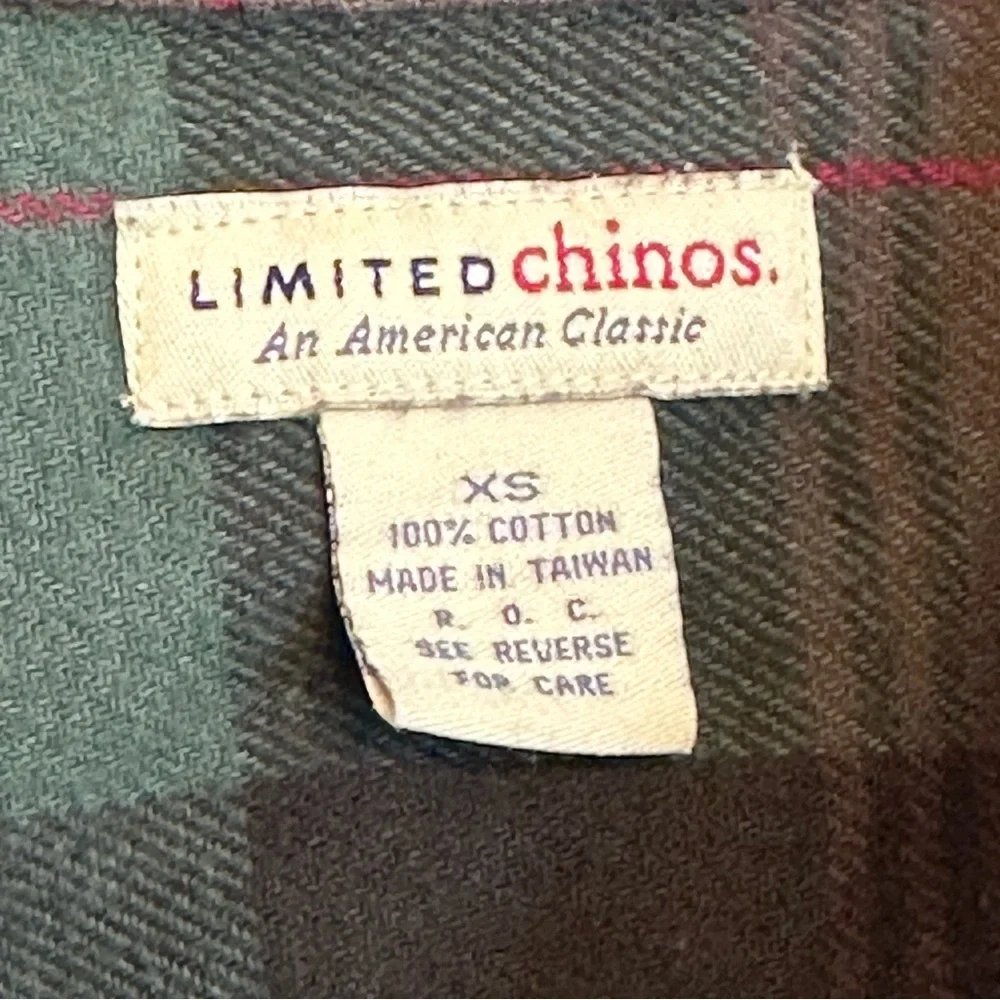 LIMITED chinos.
An American Classic
XS
100% COTTON
MADE IN TAIWAN
R. O. C.
SEE REVERSE
FOR CARE